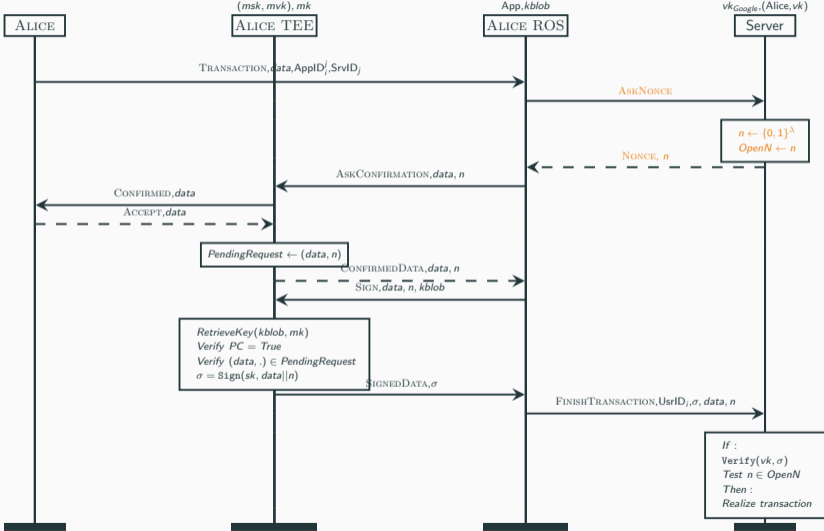 (msk, mvk), mk
App,kblob
vk_Google,(Alice,vk)
ALICE
ALICE TEE
ALICE ROS
Server
TRANSACTION,data,AppID_i^j,SrvID_j
ASKNONCE
n ← {0, 1}^λ
OpenN ← n
NONCE, n
ASKCONFIRMATION,data, n
CONFIRMED,data
ACCEPT,data
PendingRequest ← (data, n)
CONFIRMEDDATA,data, n
SIGN,data, n, kblob
RetrieveKey(kblob, mk)
Verify PC = True
Verify (data, .) ∈ PendingRequest
σ = Sign(sk, data||n)
SIGNEDDATA,σ
FINISHTRANSACTION,UsrID_i,σ, data, n
If :
Verify(vk, σ)
Test n ∈ OpenN
Then :
Realize transaction